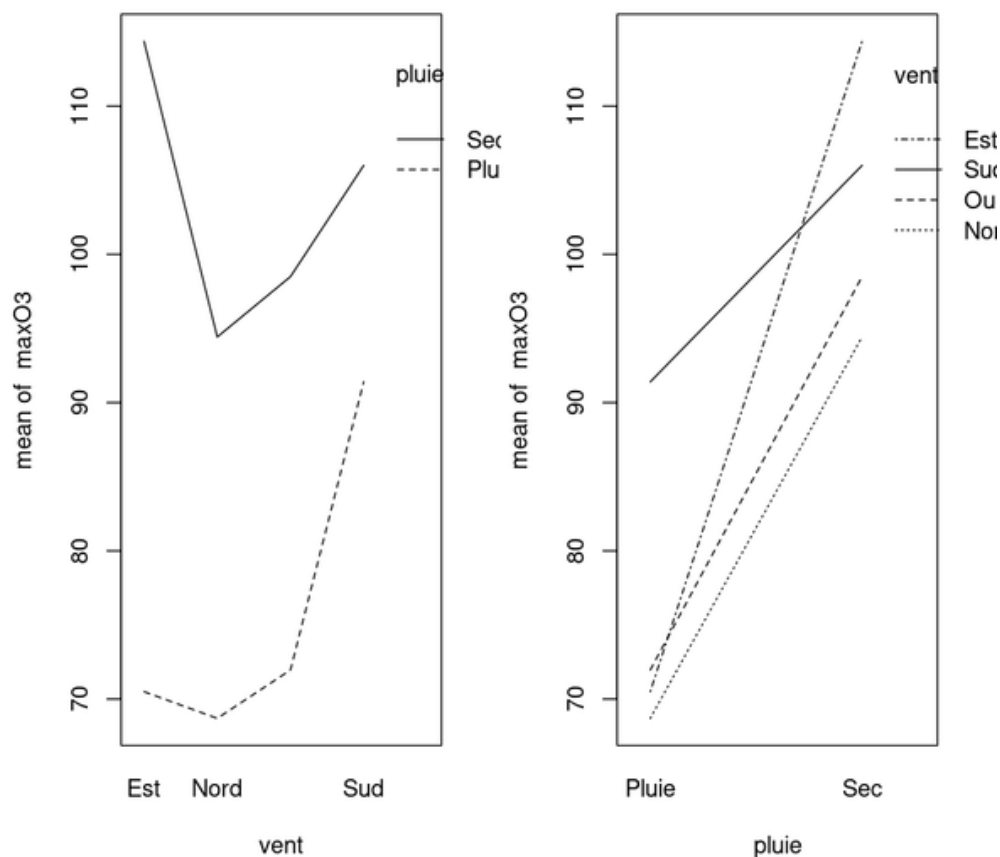 mean of maxO3
110
100
90
80
70
Est Nord Sud
vent
pluie
Sec
Plu
mean of maxO3
110
100
90
80
70
Pluie Sec
pluie
vent
Est
Sud
Ou
Nor